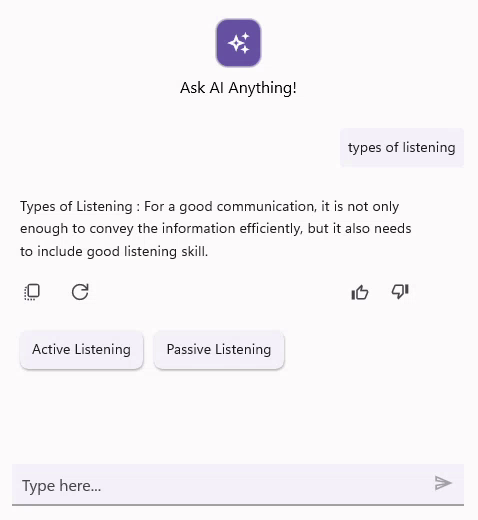 Ask AI Anything!
types of listening
Types of Listening : For a good communication, it is not only
enough to convey the information efficiently, but it also needs
to include good listening skill.
Active Listening
Passive Listening
Type here...